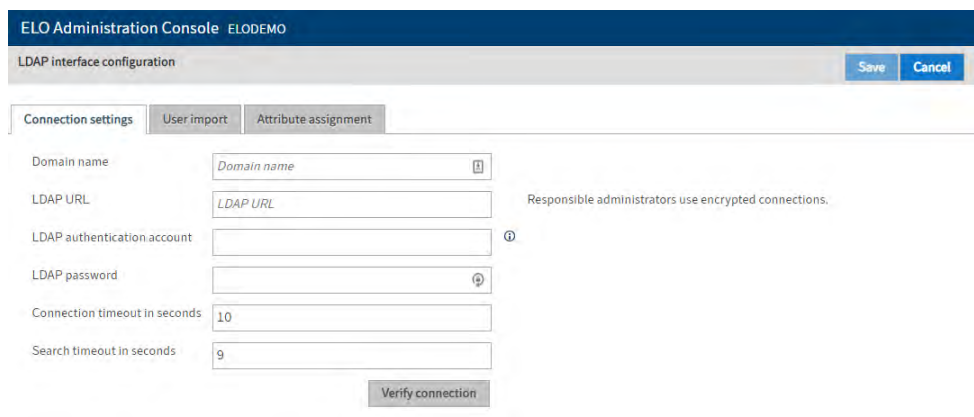 ELO Administration Console ELODEMO
LDAP interface configuration
Save Cancel
Connection settings User import Attribute assignment
Domain name Domain name
LDAP URL LDAP URL Responsible administrators use encrypted connections.
LDAP authentication account
LDAP password
Connection timeout in seconds 10
Search timeout in seconds 9
Verify connection